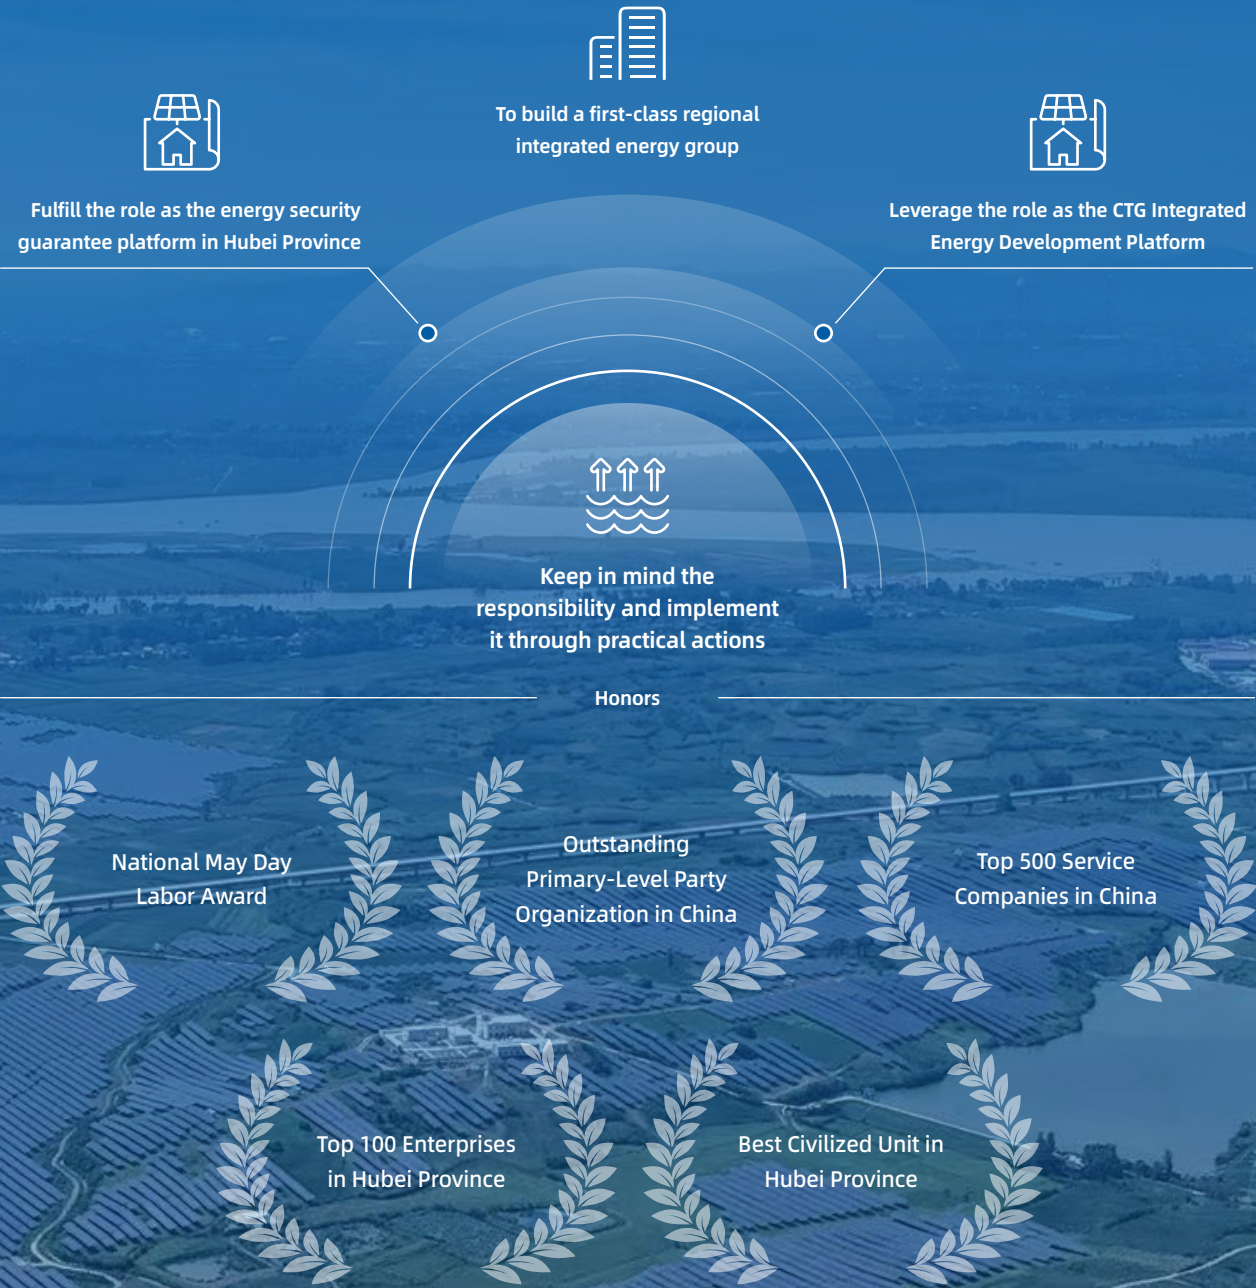 To build a first-class regional
integrated energy group
Fulfill the role as the energy security
guarantee platform in Hubei Province
Leverage the role as the CTG Integrated
Energy Development Platform
Keep in mind the
responsibility and implement
it through practical actions
Honors
National May Day
Labor Award
Outstanding
Primary-Level Party
Organization in China
Top 500 Service
Companies in China
Top 100 Enterprises
in Hubei Province
Best Civilized Unit in
Hubei Province